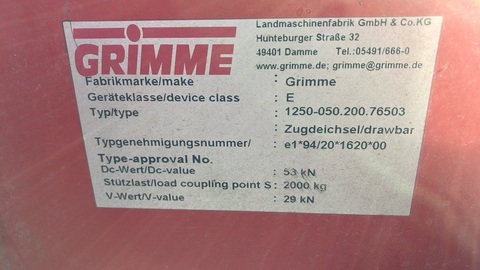 GRIMME
Landmaschinenfabrik GmbH & Co.KG
Hunteburger Straße 32
49401 Damme Tel.:05491/666-0
www.grimme.de; grimme@grimme.de
Fabrikmarke/make : Grimme
Geräteklasse/device class : E
Typ/type : 1250-050.200.76503
: Zugdeichsel/drawbar
Typgenehmigungsnummer/ : e1*94/20*1620*00
Type-approval No.
Dc-Wert/Dc-value : 53 kN
Stützlast/load coupling point S : 2000 kg
V-Wert/V-value : 29 kN